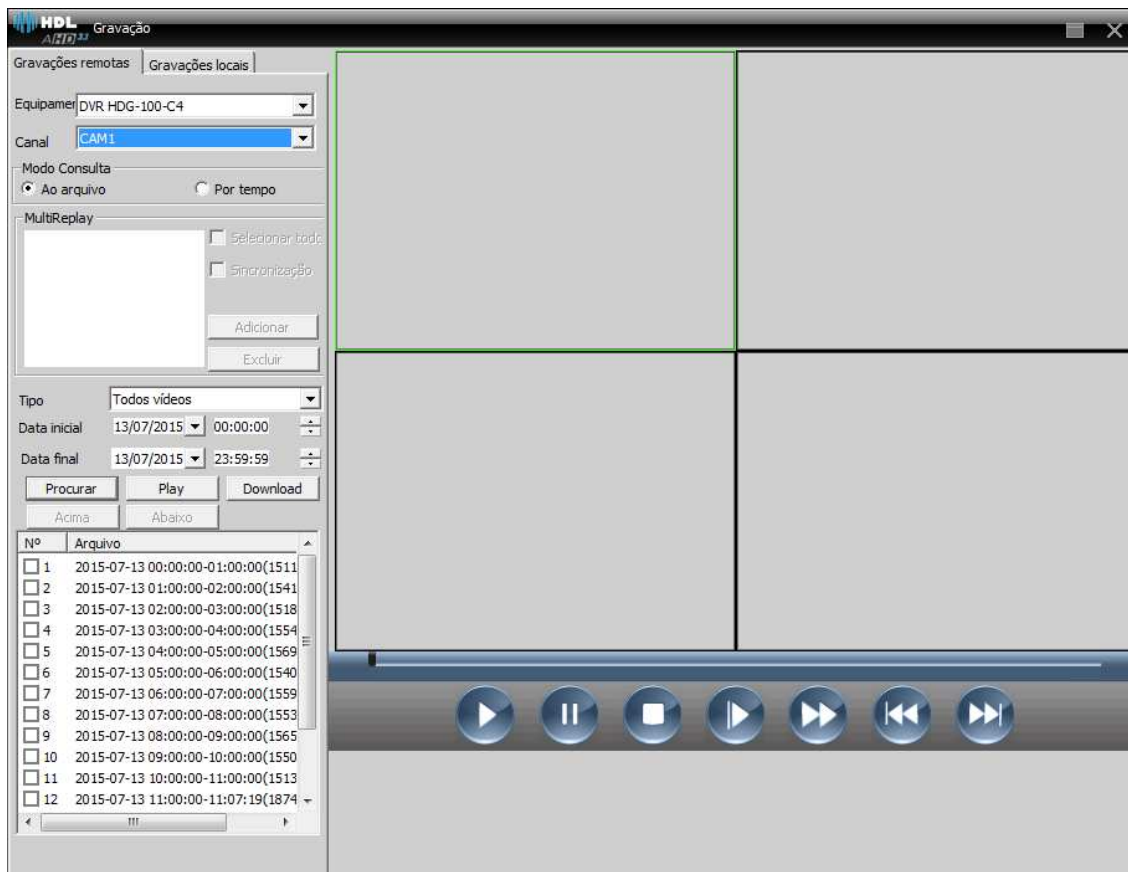 HDL
AHD 3.1 Gravação
Gravações remotas Gravações locais
Equipamen DVR HDG-100-C4
Canal CAM1
Modo Consulta
Ao arquivo Por tempo
MultiReplay
Selecionar todo
Sincronização
Adicionar
Excluir
Tipo Todos vídeos
Data inicial 13/07/2015 00:00:00
Data final 13/07/2015 23:59:59
Procurar Play Download
Acima Abaixo
Nº Arquivo
1 2015-07-13 00:00:00-01:00:00(1511
2 2015-07-13 01:00:00-02:00:00(1541
3 2015-07-13 02:00:00-03:00:00(1518
4 2015-07-13 03:00:00-04:00:00(1554
5 2015-07-13 04:00:00-05:00:00(1569
6 2015-07-13 05:00:00-06:00:00(1540
7 2015-07-13 06:00:00-07:00:00(1559
8 2015-07-13 07:00:00-08:00:00(1553
9 2015-07-13 08:00:00-09:00:00(1565
10 2015-07-13 09:00:00-10:00:00(1550
11 2015-07-13 10:00:00-11:00:00(1513
12 2015-07-13 11:00:00-11:07:19(1874